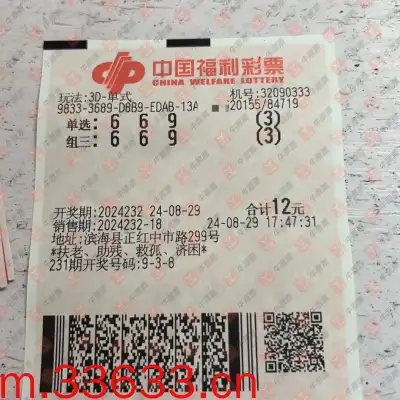 中国福利彩票
CHINA WELFARE LOTTERY
玩法:3D-单式 机号:32090333
9833-3689-D8B9-EDAB-13A 20155/84719
单选: 6 6 9 (3)
组三: 6 6 9 (3)
开奖期:2024232 24-08-29 合计12元
销售期:2024232-18 24-08-29 17:47:31
地址:滨海县正红中市路299号
*扶老、助残、救孤、济困*
231期开奖号码:9-3-8
m.33633.cn